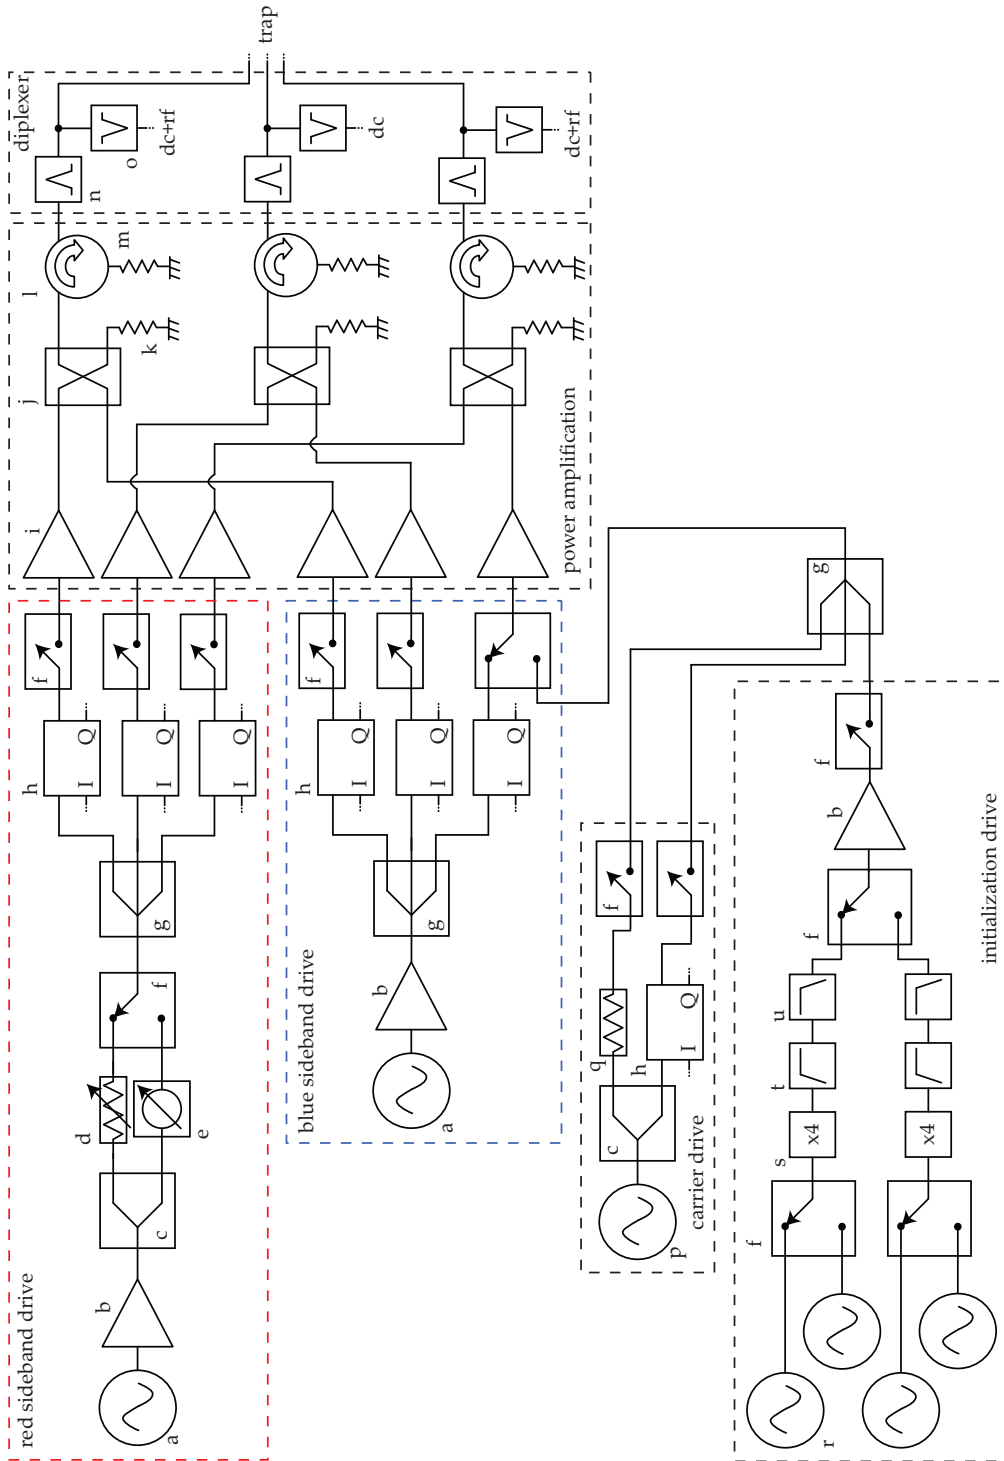 red sideband drive
a
b
c
d
e
f
g
h
I Q
I Q
I Q
f
blue sideband drive
a
b
g
h
I Q
I Q
I Q
f
power amplification
i
j
k
l
m
diplexer
n
o
dc+rf
dc
dc+rf
trap
carrier drive
p
c
q
h
I Q
f
g
initialization drive
r
f
s
x4
x4
t
u
f
b
f